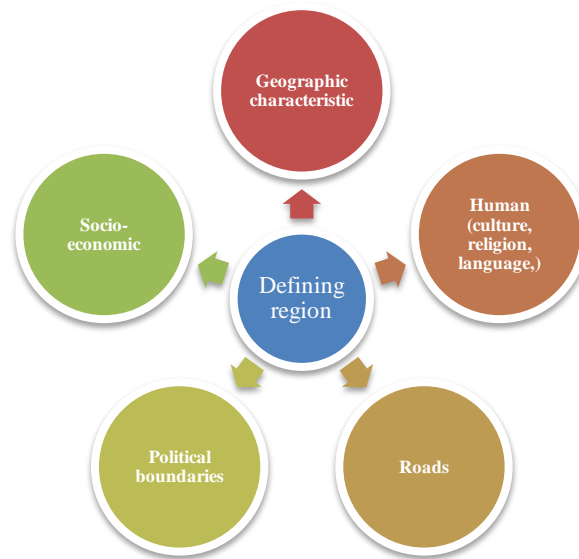 Geographic
characteristic
Human
(culture,
religion,
language,)
Roads
Political
boundaries
Socio-
economic
Defining
region